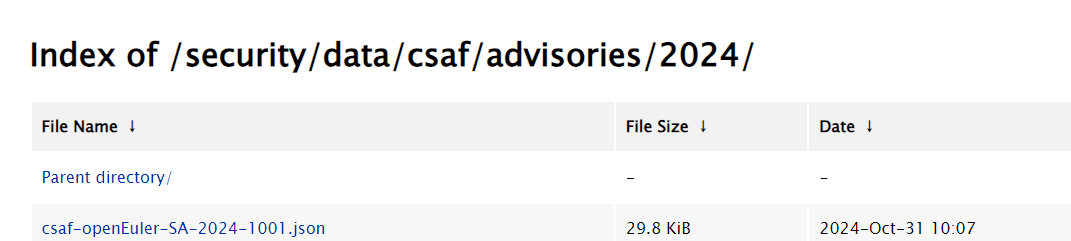 Index of /security/data/csaf/advisories/2024/
File Name ↓ File Size ↓ Date ↓
Parent directory/ - -
csaf-openEuler-SA-2024-1001.json 29.8 KiB 2024-Oct-31 10:07